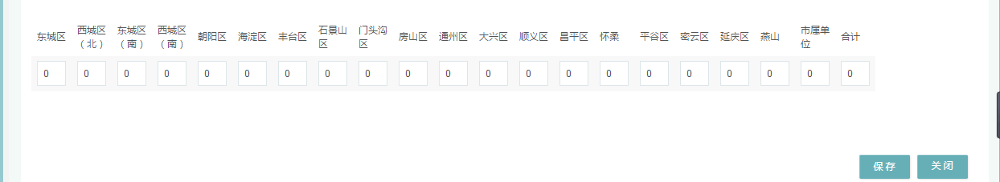 东城区 西城区（北） 东城区（南） 西城区（南） 朝阳区 海淀区 丰台区 石景山区 门头沟区 房山区 通州区 大兴区 顺义区 昌平区 怀柔 平谷区 密云区 延庆区 燕山 市属单位 合计
0 0 0 0 0 0 0 0 0 0 0 0 0 0 0 0 0 0 0 0 0
保存 关闭